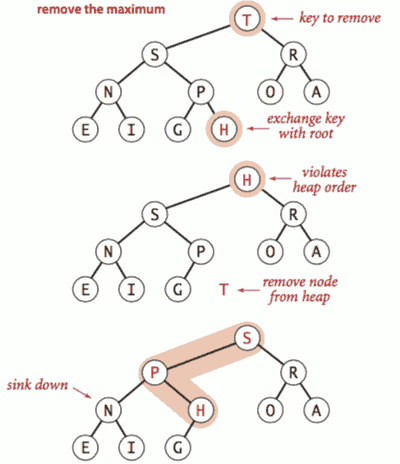 remove the maximum
T
key to remove
S
R
N
P
O
A
E
I
G
H
exchange key
with root
H
violates
heap order
S
R
N
P
O
A
E
I
G
T
remove node
from heap
S
P
R
sink down
N
H
O
A
E
I
G